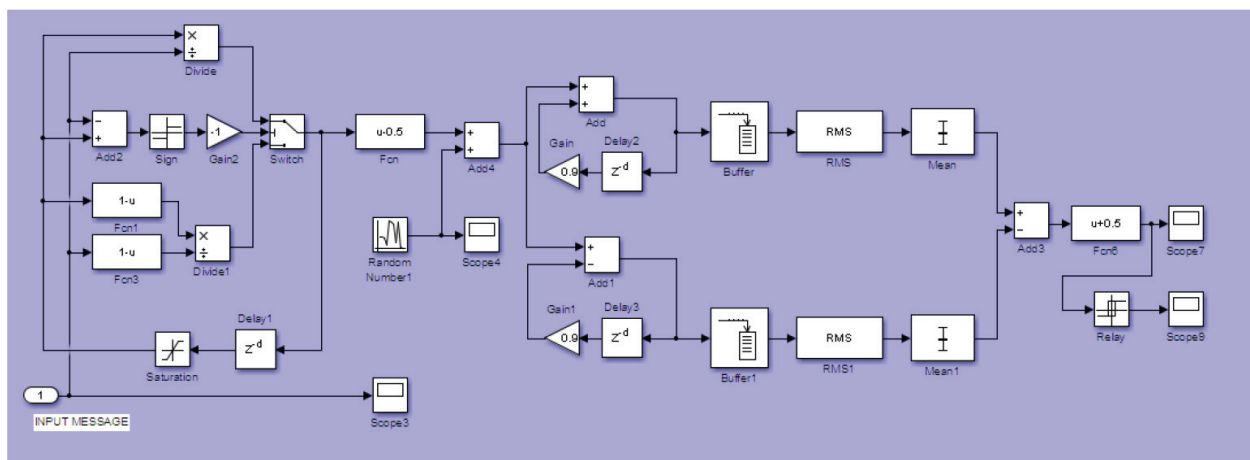 ×
÷
Divide
−
+
Add2
Sign
-1
Gain2
Switch
u-0.5
Fcn
+
+
Add4
1-u
Fcn1
1-u
Fcn3
×
÷
Divide1
Random
Number1
Scope4
Delay1
Z-d
Saturation
1
INPUT MESSAGE
Scope3
+
+
Add
Gain
0.9
Delay2
Z-d
Buffer
RMS
RMS
Mean
+
−
Add1
Gain1
0.9
Delay3
Z-d
Buffer1
RMS
RMS1
Mean1
+
−
Add3
u+0.5
Fcn6
Scope7
Relay
Scope9